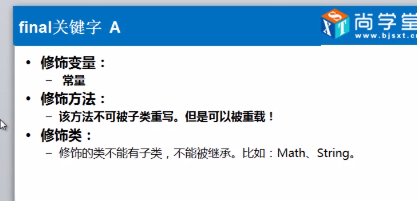 final关键字 A
尚学堂
www.bjsxt.com
• 修饰变量：
– 常量
• 修饰方法：
– 该方法不可被子类重写。但是可以被重载！
• 修饰类：
– 修饰的类不能有子类，不能被继承。比如：Math、String。